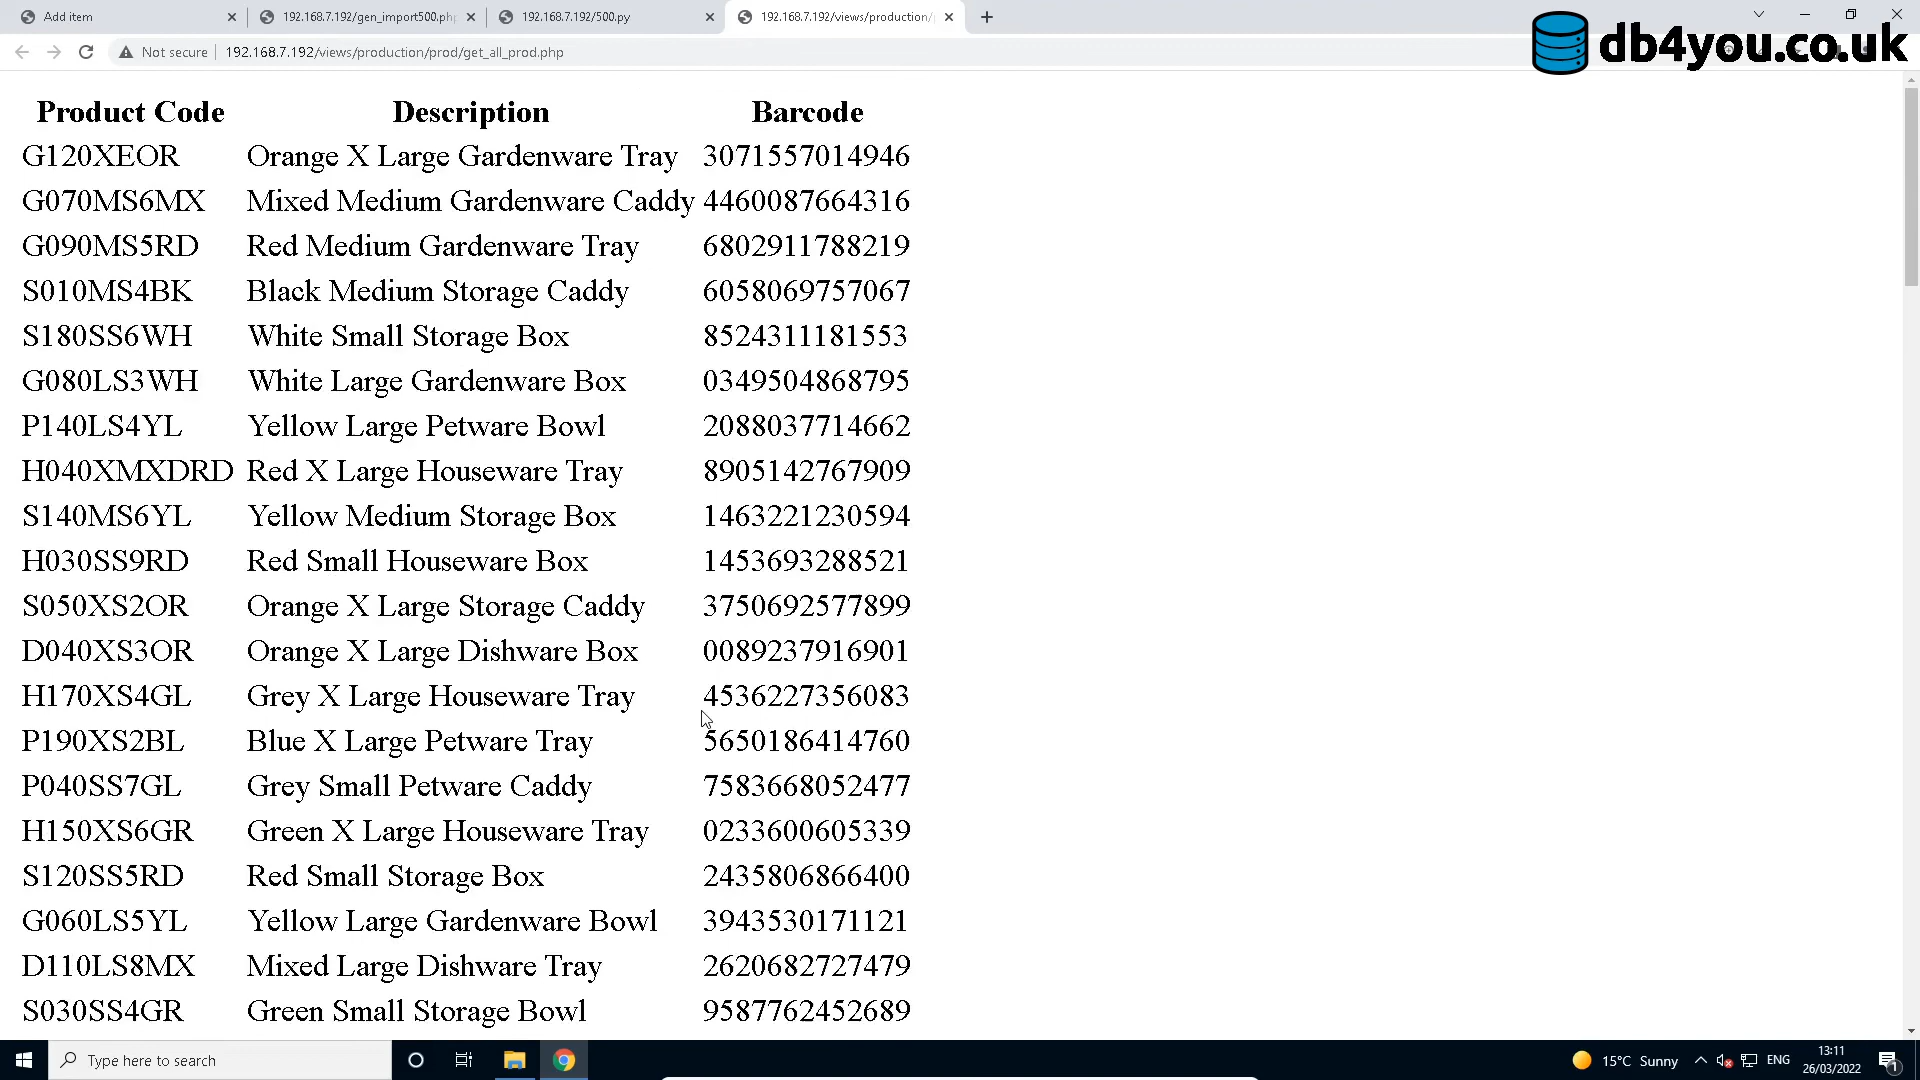 Add item
192.168.7.192/gen_import500.php
192.168.7.192/500.py
192.168.7.192/views/production/
Not secure
192.168.7.192/views/production/prod/get_all_prod.php
db4you.co.uk
Product Code Description Barcode
G120XEOR Orange X Large Gardenware Tray 3071557014946
G070MS6MX Mixed Medium Gardenware Caddy 4460087664316
G090MS5RD Red Medium Gardenware Tray 6802911788219
S010MS4BK Black Medium Storage Caddy 6058069757067
S180SS6WH White Small Storage Box 8524311181553
G080LS3WH White Large Gardenware Box 0349504868795
P140LS4YL Yellow Large Petware Bowl 2088037714662
H040XMXDRD Red X Large Houseware Tray 8905142767909
S140MS6YL Yellow Medium Storage Box 1463221230594
H030SS9RD Red Small Houseware Box 1453693288521
S050XS2OR Orange X Large Storage Caddy 3750692577899
D040XS3OR Orange X Large Dishware Box 0089237916901
H170XS4GL Grey X Large Houseware Tray 4536227356083
P190XS2BL Blue X Large Petware Tray 5650186414760
P040SS7GL Grey Small Petware Caddy 7583668052477
H150XS6GR Green X Large Houseware Tray 0233600605339
S120SS5RD Red Small Storage Box 2435806866400
G060LS5YL Yellow Large Gardenware Bowl 3943530171121
D110LS8MX Mixed Large Dishware Tray 2620682727479
S030SS4GR Green Small Storage Bowl 9587762452689
Type here to search
15°C Sunny
ENG
13:11
26/03/2022
1